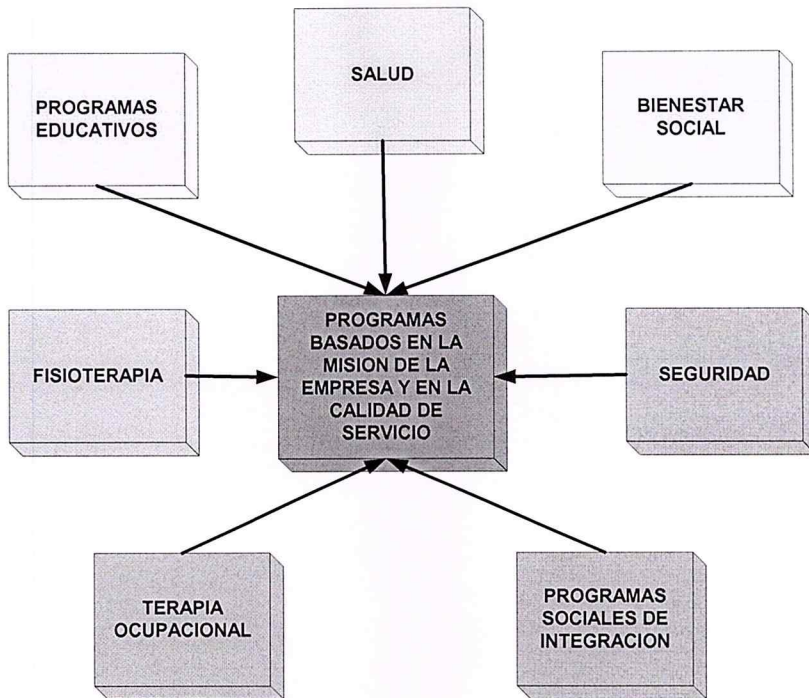 SALUD
PROGRAMAS
EDUCATIVOS
BIENESTAR
SOCIAL
PROGRAMAS
BASADOS EN LA
MISION DE LA
EMPRESA Y EN LA
CALIDAD DE
SERVICIO
FISIOTERAPIA
SEGURIDAD
TERAPIA
OCUPACIONAL
PROGRAMAS
SOCIALES DE
INTEGRACION